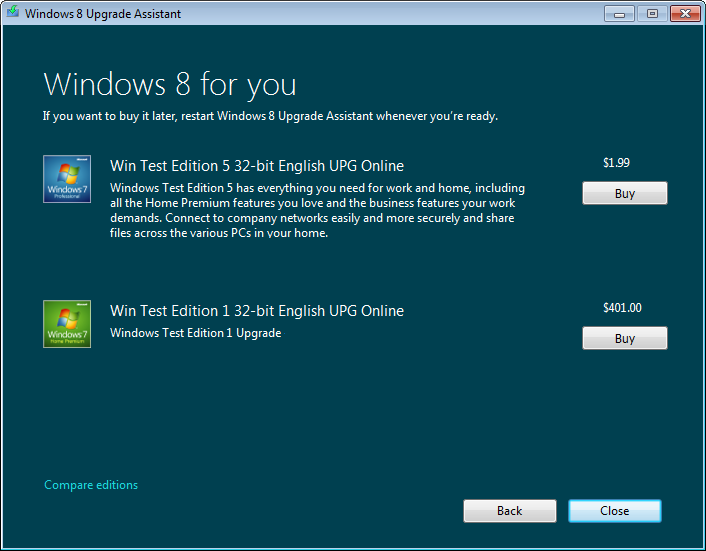 Windows 8 Upgrade Assistant
Windows 8 for you
If you want to buy it later, restart Windows 8 Upgrade Assistant whenever you're ready.
Microsoft
Windows 7
Professional
Win Test Edition 5 32-bit English UPG Online
$1.99
Windows Test Edition 5 has everything you need for work and home, including
all the Home Premium features you love and the business features your work
demands. Connect to company networks easily and more securely and share
files across the various PCs in your home.
Buy
Microsoft
Windows 7
Home Premium
Win Test Edition 1 32-bit English UPG Online
$401.00
Windows Test Edition 1 Upgrade
Buy
Compare editions
Back
Close